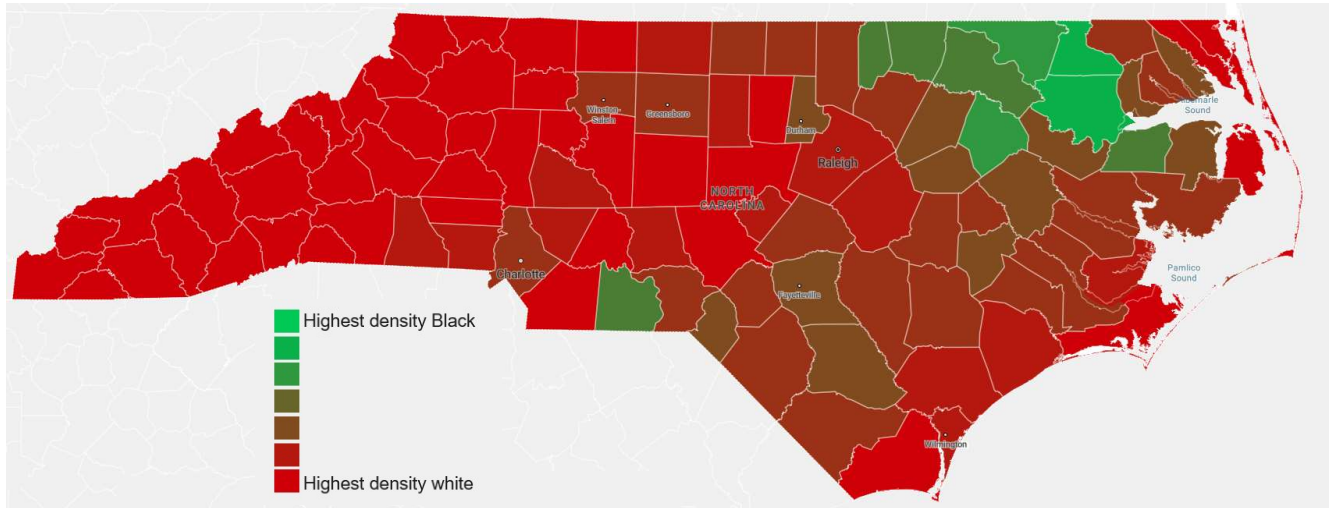 Winston-
Salem
Greensboro
Durham
Raleigh
Albemarle
Sound
NORTH
CAROLINA
Charlotte
Fayetteville
Pamlico
Sound
Wilmington
Highest density Black
Highest density white